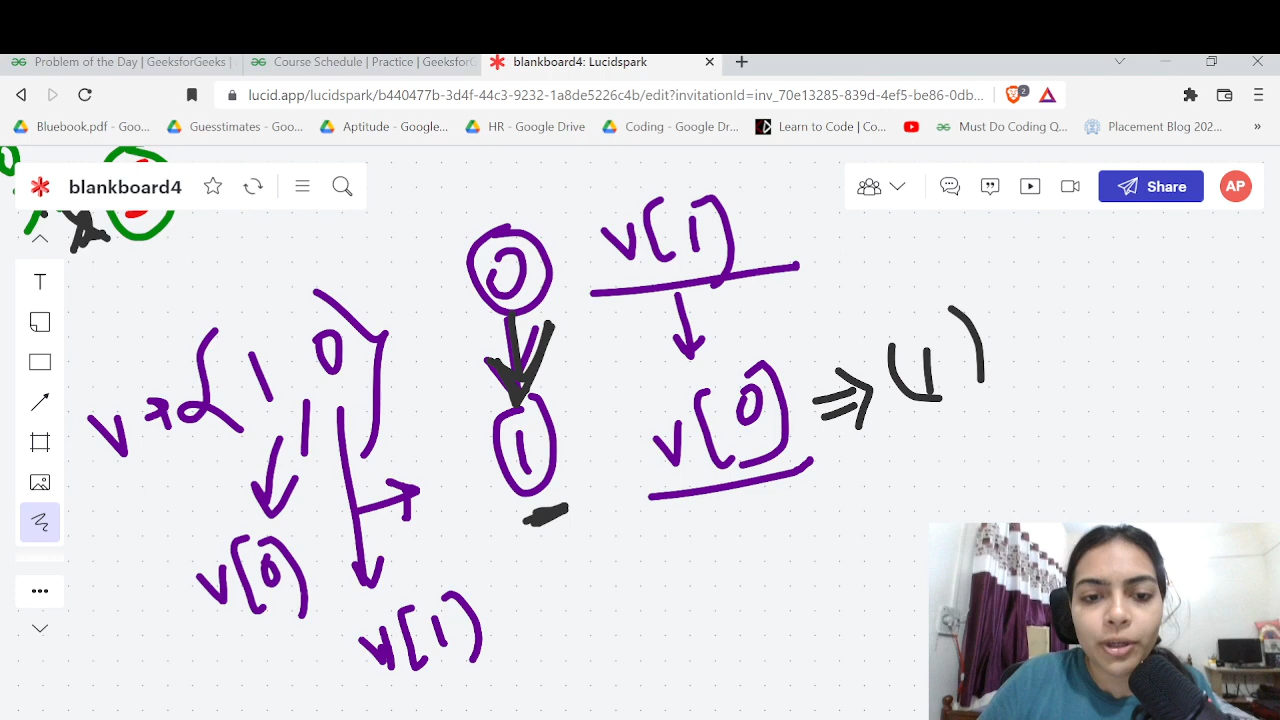 Problem of the Day | GeeksforGeeks
Course Schedule | Practice | GeeksforG
blankboard4: Lucidspark
lucid.app/lucidspark/b440477b-3d4f-44c3-9232-1a8de5226c4b/edit?invitationId=inv_70e13285-839d-4ef5-be86-0db...
2
Bluebook.pdf - Goo...
Guesstimates - Goo...
Aptitude - Google...
HR - Google Drive
Coding - Google Dr...
Learn to Code | Co...
Must Do Coding Q...
Placement Blog 202...
»
blankboard4
Share
AP
T
0
v[1]
1 0
v
1
v[0]
1
v[0]
v[1]